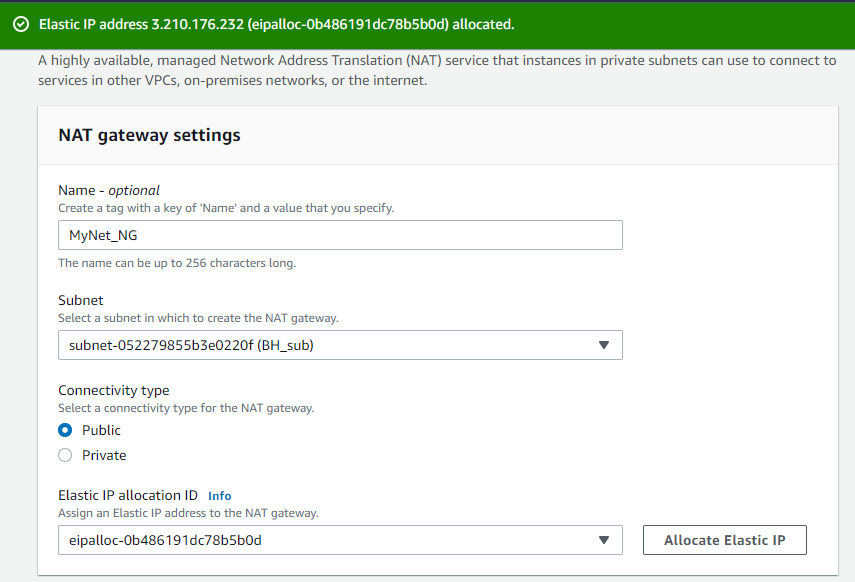 Elastic IP address 3.210.176.232 (eipalloc-0b486191dc78b5b0d) allocated.
A highly available, managed Network Address Translation (NAT) service that instances in private subnets can use to connect to
services in other VPCs, on-premises networks, or the internet.
NAT gateway settings
Name - optional
Create a tag with a key of 'Name' and a value that you specify.
MyNet_NG
The name can be up to 256 characters long.
Subnet
Select a subnet in which to create the NAT gateway.
subnet-052279855b3e0220f (BH_sub)
Connectivity type
Select a connectivity type for the NAT gateway.
Public
Private
Elastic IP allocation ID Info
Assign an Elastic IP address to the NAT gateway.
eipalloc-0b486191dc78b5b0d
Allocate Elastic IP